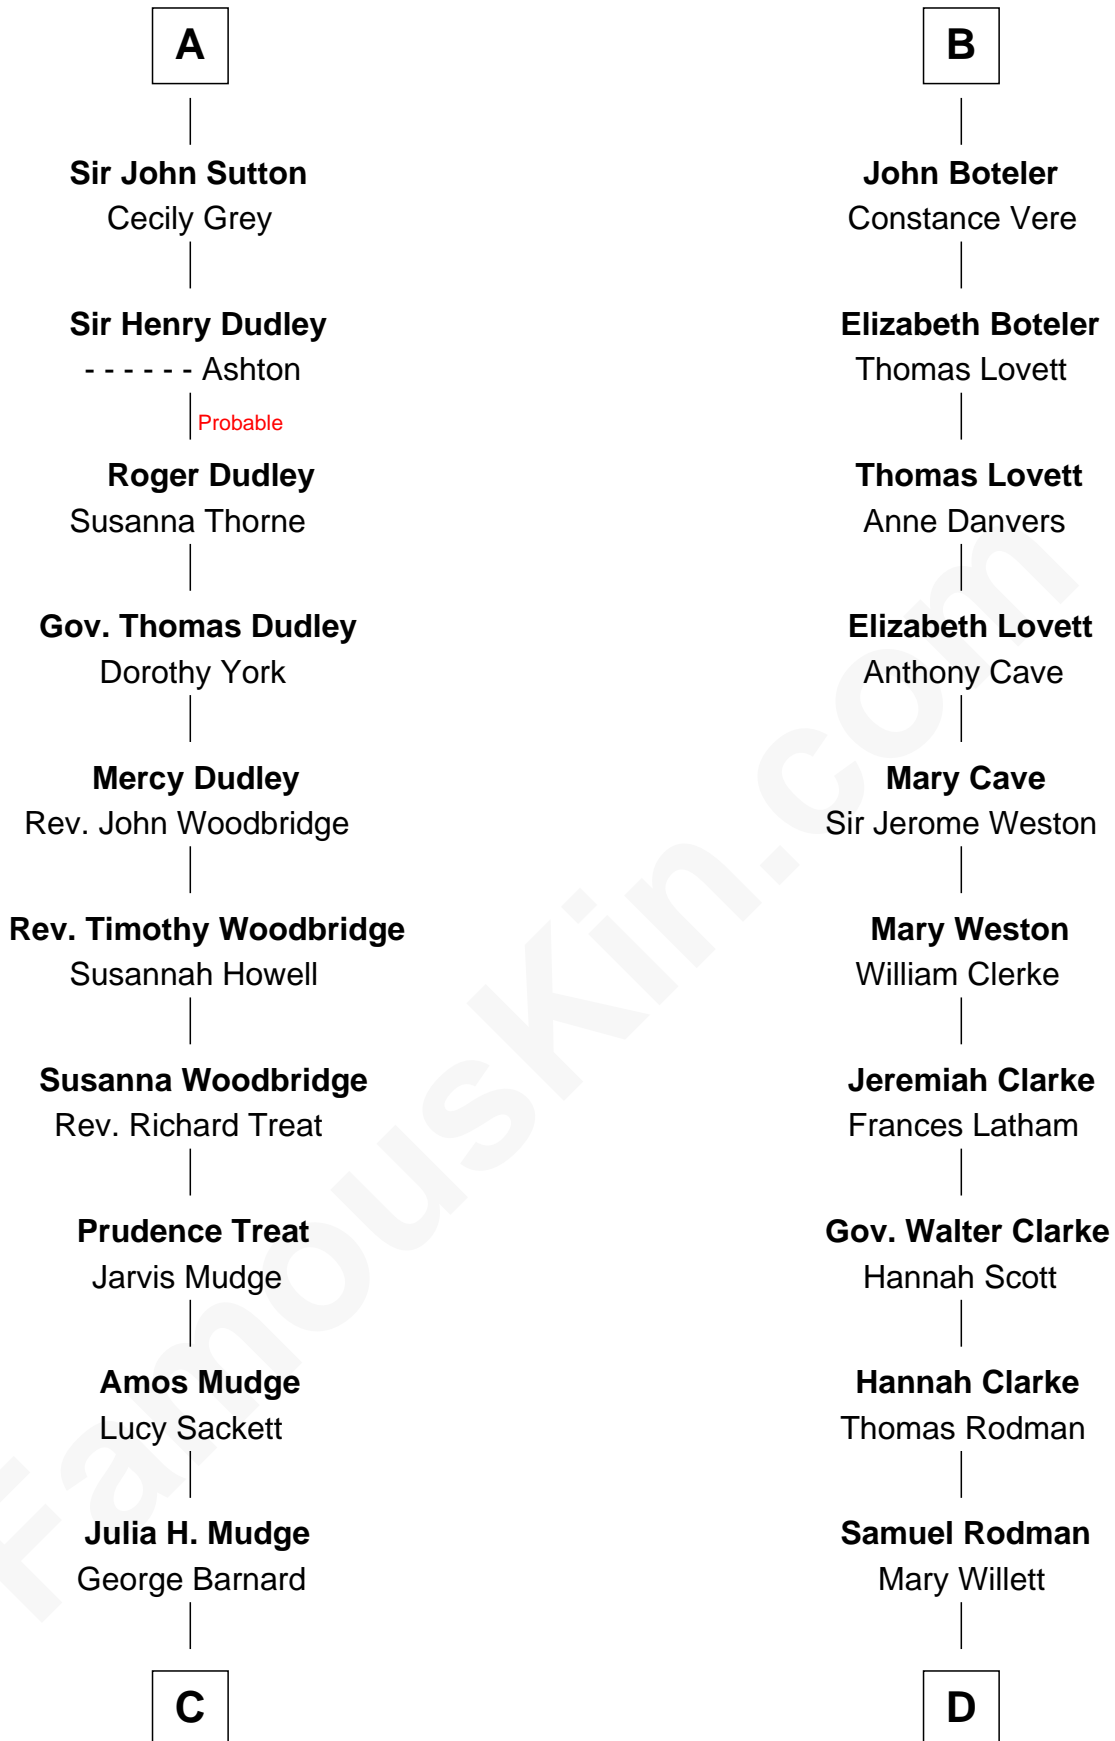 A
Sir John Sutton
Cecily Grey
Sir Henry Dudley
- - - - - - Ashton
Probable
Roger Dudley
Susanna Thorne
Gov. Thomas Dudley
Dorothy York
Mercy Dudley
Rev. John Woodbridge
Rev. Timothy Woodbridge
Susannah Howell
Susanna Woodbridge
Rev. Richard Treat
Prudence Treat
Jarvis Mudge
Amos Mudge
Lucy Sackett
Julia H. Mudge
George Barnard
C
B
John Boteler
Constance Vere
Elizabeth Boteler
Thomas Lovett
Thomas Lovett
Anne Danvers
Elizabeth Lovett
Anthony Cave
Mary Cave
Sir Jerome Weston
Mary Weston
William Clerke
Jeremiah Clarke
Frances Latham
Gov. Walter Clarke
Hannah Scott
Hannah Clarke
Thomas Rodman
Samuel Rodman
Mary Willett
D
FamousKin.com